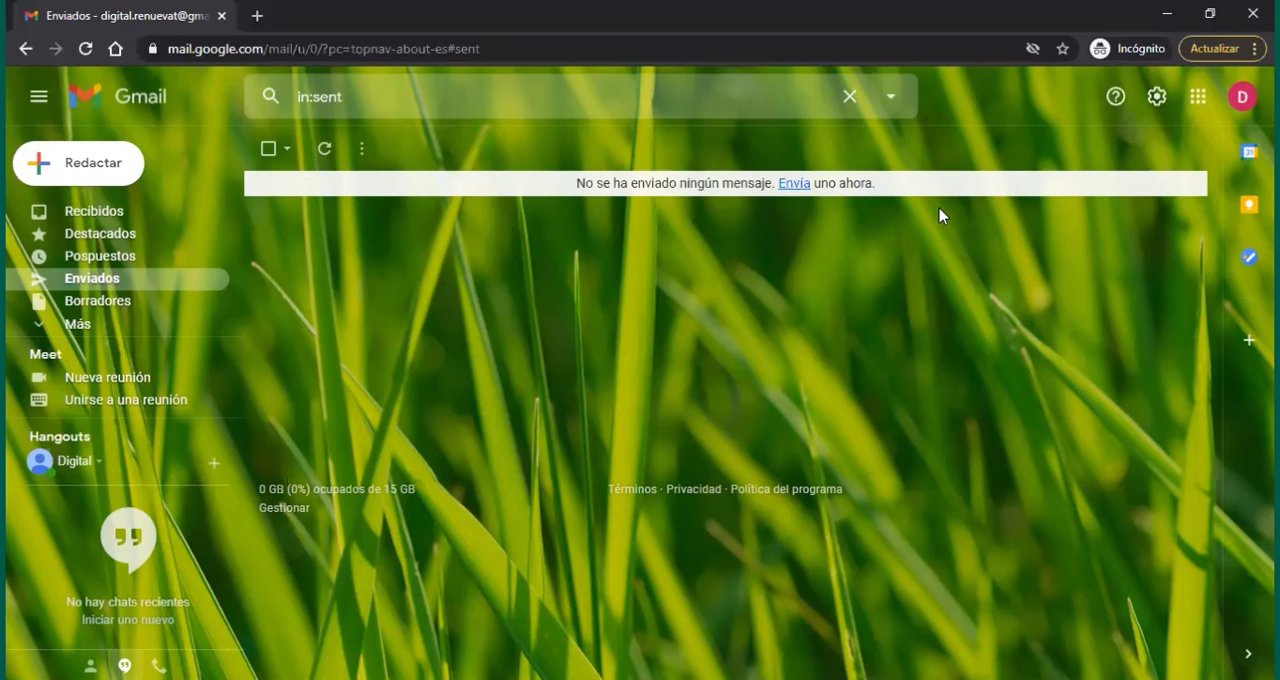 Enviados - digital.renuevat@gma
mail.google.com/mail/u/0/?pc=topnav-about-es#sent
Incógnito
Actualizar
Gmail
in:sent
D
Redactar
No se ha enviado ningún mensaje. Envía uno ahora.
Recibidos
Destacados
Pospuestos
Enviados
Borradores
Más
Meet
Nueva reunión
Unirse a una reunión
Hangouts
Digital
0 GB (0%) ocupados de 15 GB
Gestionar
Términos · Privacidad · Política del programa
No hay chats recientes
Iniciar uno nuevo
31